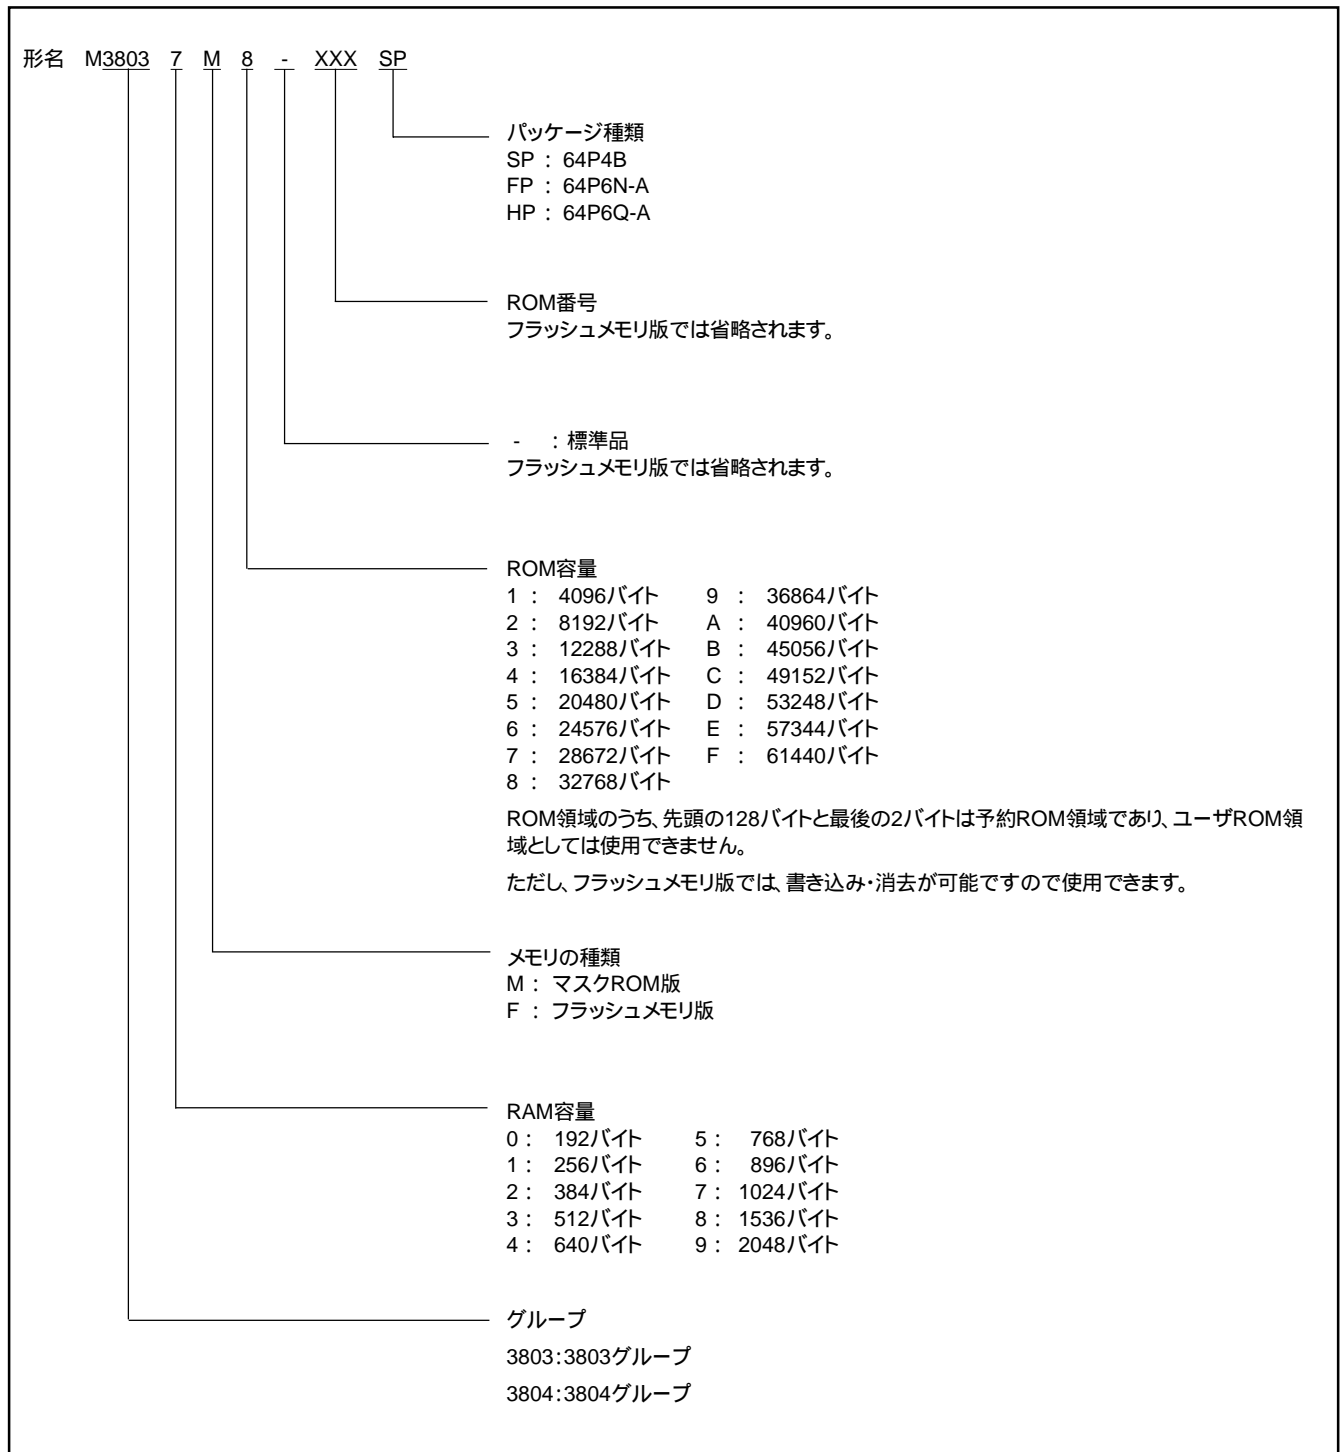 形名 M3803 7 M 8 - XXX SP
パッケージ種類
SP : 64P4B
FP : 64P6N-A
HP : 64P6Q-A
ROM番号
フラッシュメモリ版では省略されます。
- : 標準品
フラッシュメモリ版では省略されます。
ROM容量
1 : 4096バイト 9 : 36864バイト
2 : 8192バイト A : 40960バイト
3 : 12288バイト B : 45056バイト
4 : 16384バイト C : 49152バイト
5 : 20480バイト D : 53248バイト
6 : 24576バイト E : 57344バイト
7 : 28672バイト F : 61440バイト
8 : 32768バイト
ROM領域のうち、先頭の128バイトと最後の2バイトは予約ROM領域であり、ユーザROM領
域としては使用できません。
ただし、フラッシュメモリ版では、書き込み・消去が可能ですので使用できます。
メモリの種類
M : マスクROM版
F : フラッシュメモリ版
RAM容量
0 : 192バイト 5 : 768バイト
1 : 256バイト 6 : 896バイト
2 : 384バイト 7 : 1024バイト
3 : 512バイト 8 : 1536バイト
4 : 640バイト 9 : 2048バイト
グループ
3803:3803グループ
3804:3804グループ